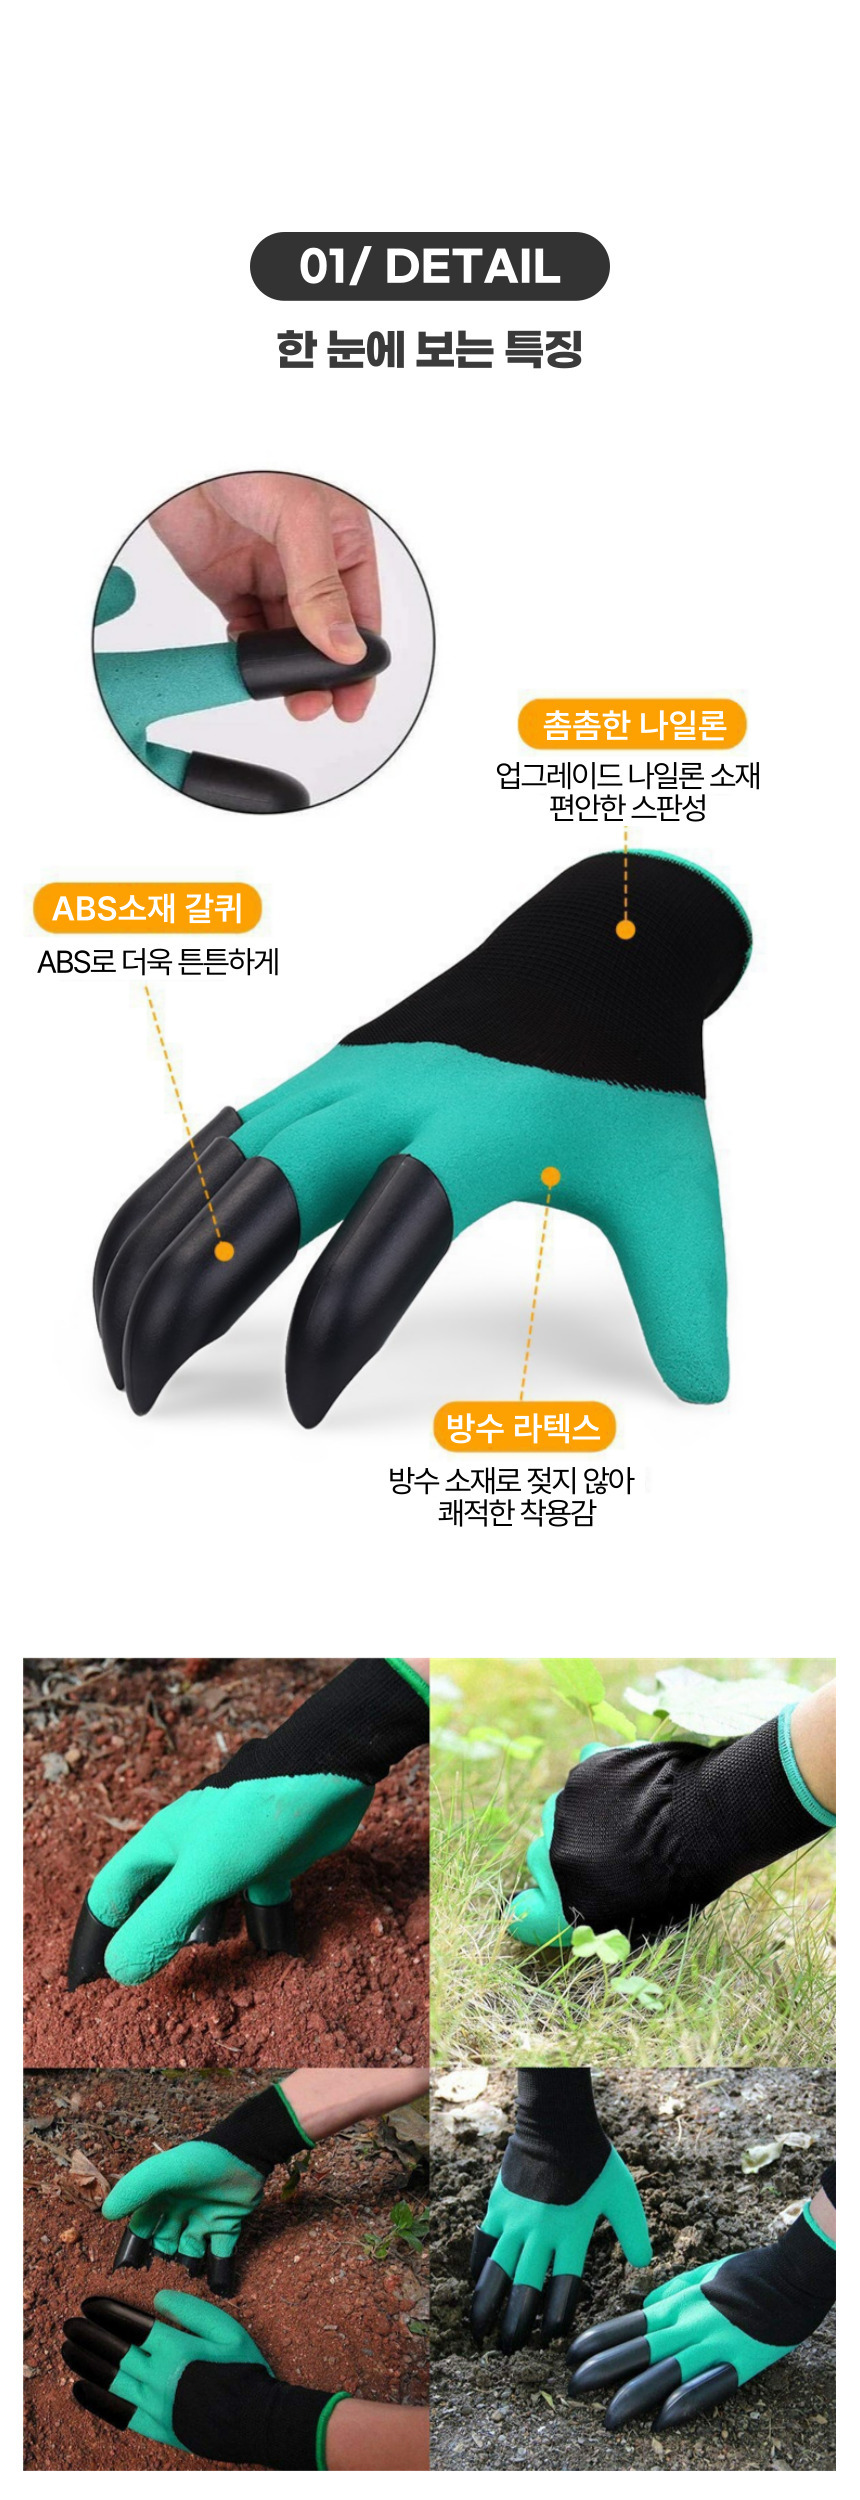 01/ DETAIL
한 눈에 보는 특징
촘촘한 나일론
업그레이드 나일론 소재
편안한 스판성
ABS소재 갈퀴
ABS로 더욱 튼튼하게
방수 라텍스
방수 소재로 젖지 않아
쾌적한 착용감